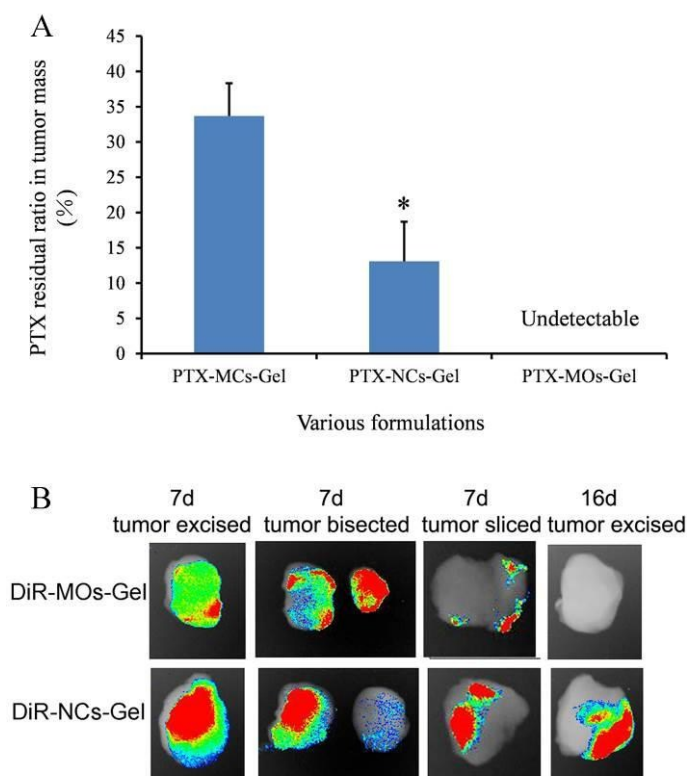 A
PTX residual ratio in tumor mass
(%)
45
40
35
30
25
20
15
10
5
0
*
Undetectable
PTX-MCs-Gel PTX-NCs-Gel PTX-MOs-Gel
Various formulations
B
7d 7d 7d 16d
tumor excised tumor bisected tumor sliced tumor excised
DiR-MOs-Gel
DiR-NCs-Gel